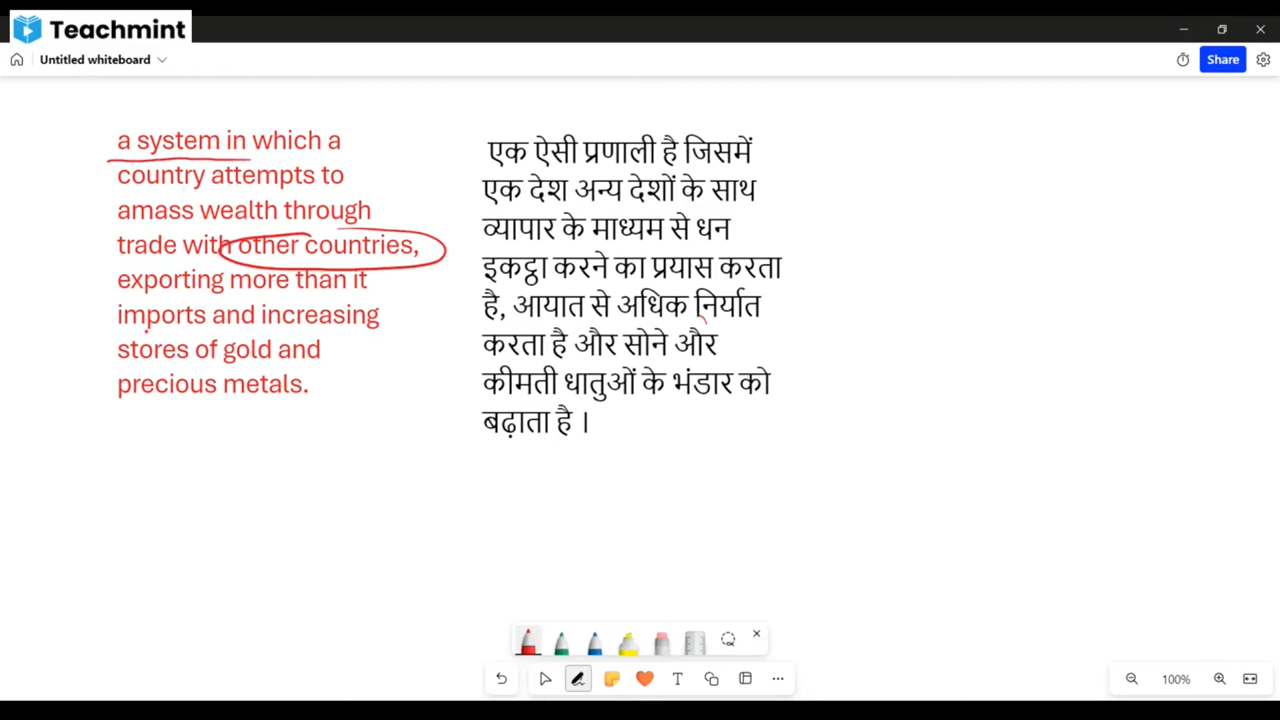 Teachmint
Untitled whiteboard
Share
a system in which a
country attempts to
amass wealth through
trade with other countries,
exporting more than it
imports and increasing
stores of gold and
precious metals.
एक ऐसी प्रणाली है जिसमें
एक देश अन्य देशों के साथ
व्यापार के माध्यम से धन
इकट्ठा करने का प्रयास करता
है, आयात से अधिक निर्यात
करता है और सोने और
कीमती धातुओं के भंडार को
बढ़ाता है ।
100%